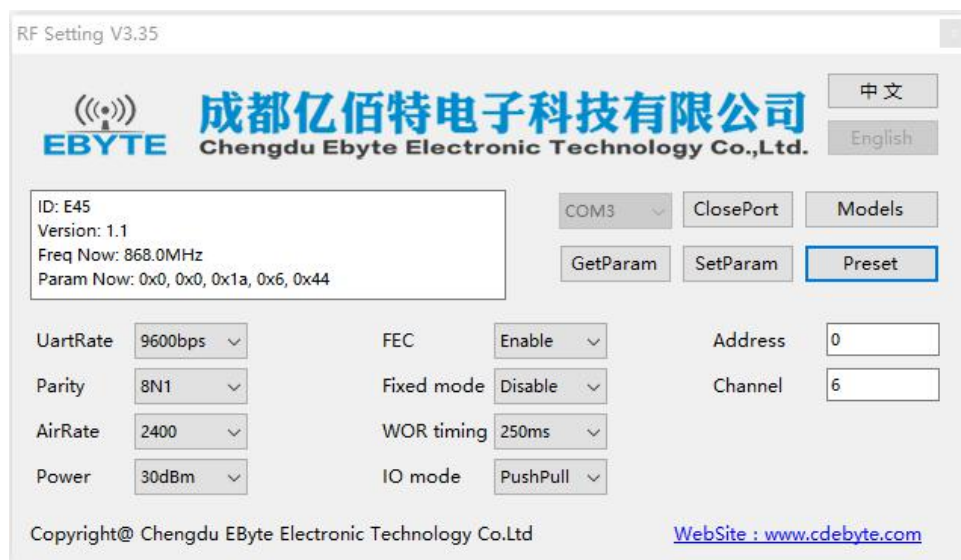 RF Setting V3.35
EBYTE
成都亿佰特电子科技有限公司
Chengdu Ebyte Electronic Technology Co.,Ltd.
中文
English
ID: E45
Version: 1.1
Freq Now: 868.0MHz
Param Now: 0x0, 0x0, 0x1a, 0x6, 0x44
COM3 ClosePort Models
GetParam SetParam Preset
UartRate 9600bps FEC Enable Address 0
Parity 8N1 Fixed mode Disable Channel 6
AirRate 2400 WOR timing 250ms
Power 30dBm IO mode PushPull
Copyright@ Chengdu EByte Electronic Technology Co.Ltd WebSite : www.cdebyte.com